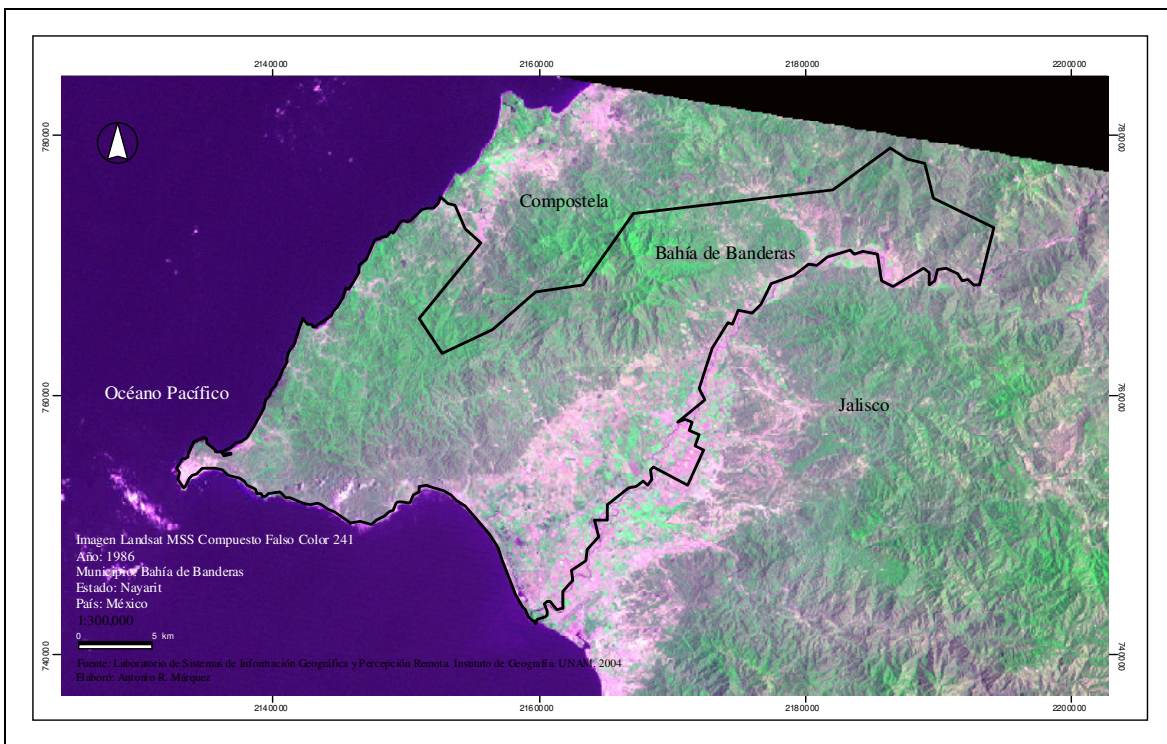 2140000 2160000 2180000 2200000
780000 780000
Compostela
Bahía de Banderas
Océano Pacífico
760000 760000
Jalisco
Imagen Landsat MSS Compuesto Falso Color 241
Año: 1986
Municipio: Bahía de Banderas
Estado: Nayarit
País: México
1:300,000
0 5 km
740000 740000
Fuente: Laboratorio de Sistemas de Información Geográfica y Percepción Remota. Instituto de Geografía. UNAM, 2004
Elaboró: Antonio R. Márquez
2140000 2160000 2180000 2200000